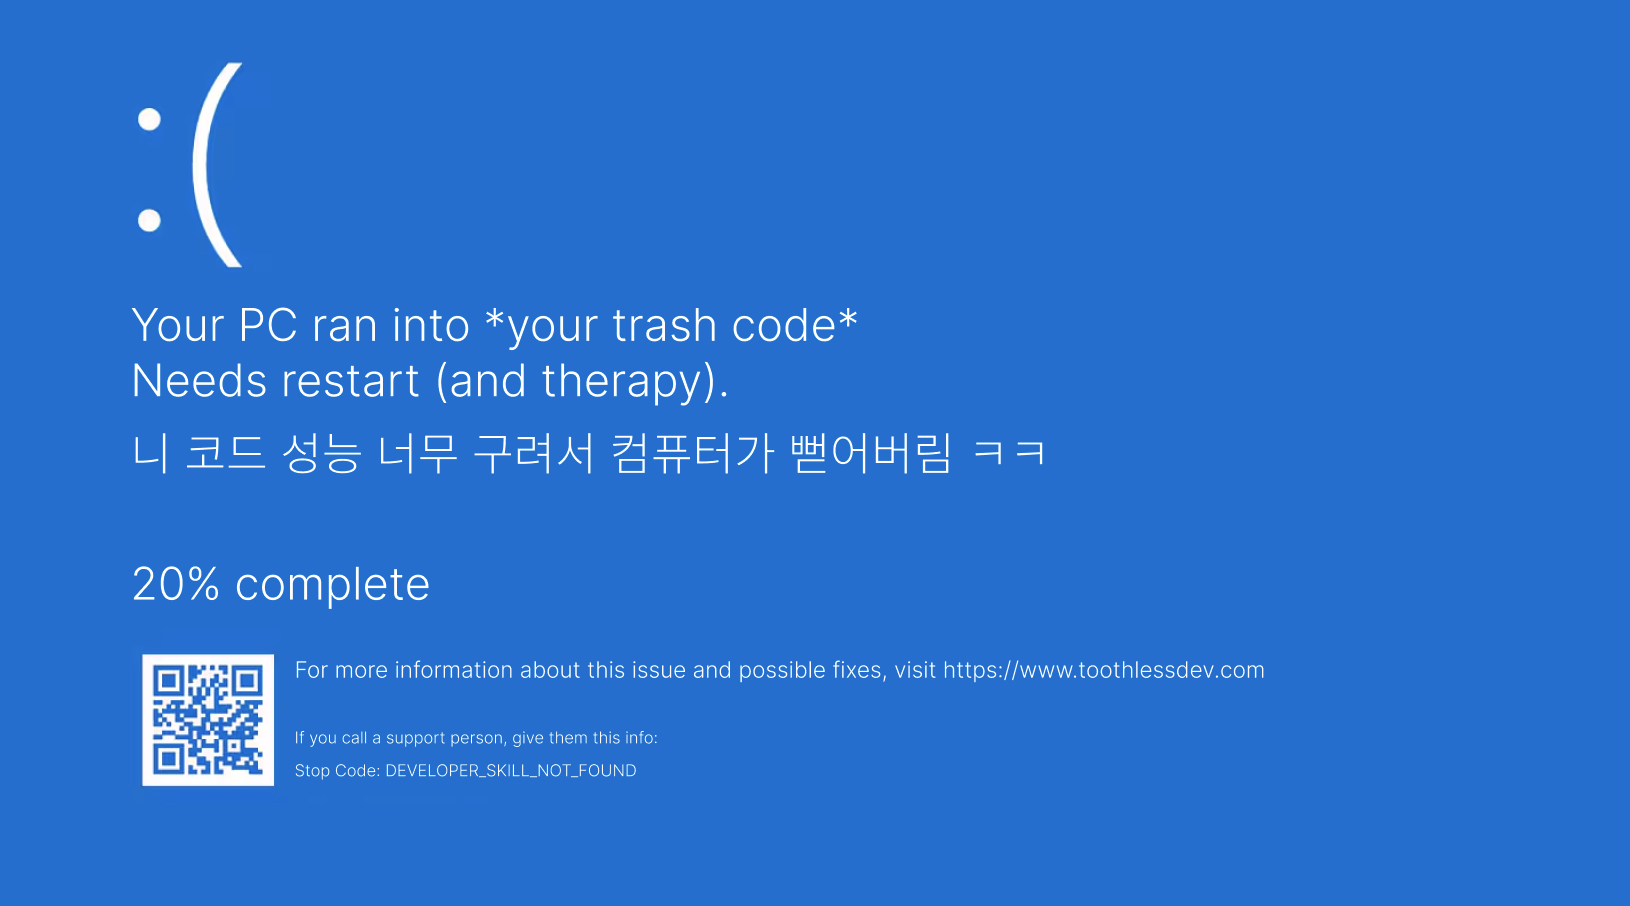 :(
Your PC ran into *your trash code*
Needs restart (and therapy).
니 코드 성능 너무 구려서 컴퓨터가 뻗어버림 ㅋㅋ
20% complete
For more information about this issue and possible fixes, visit https://www.toothlessdev.com
If you call a support person, give them this info:
Stop Code: DEVELOPER_SKILL_NOT_FOUND